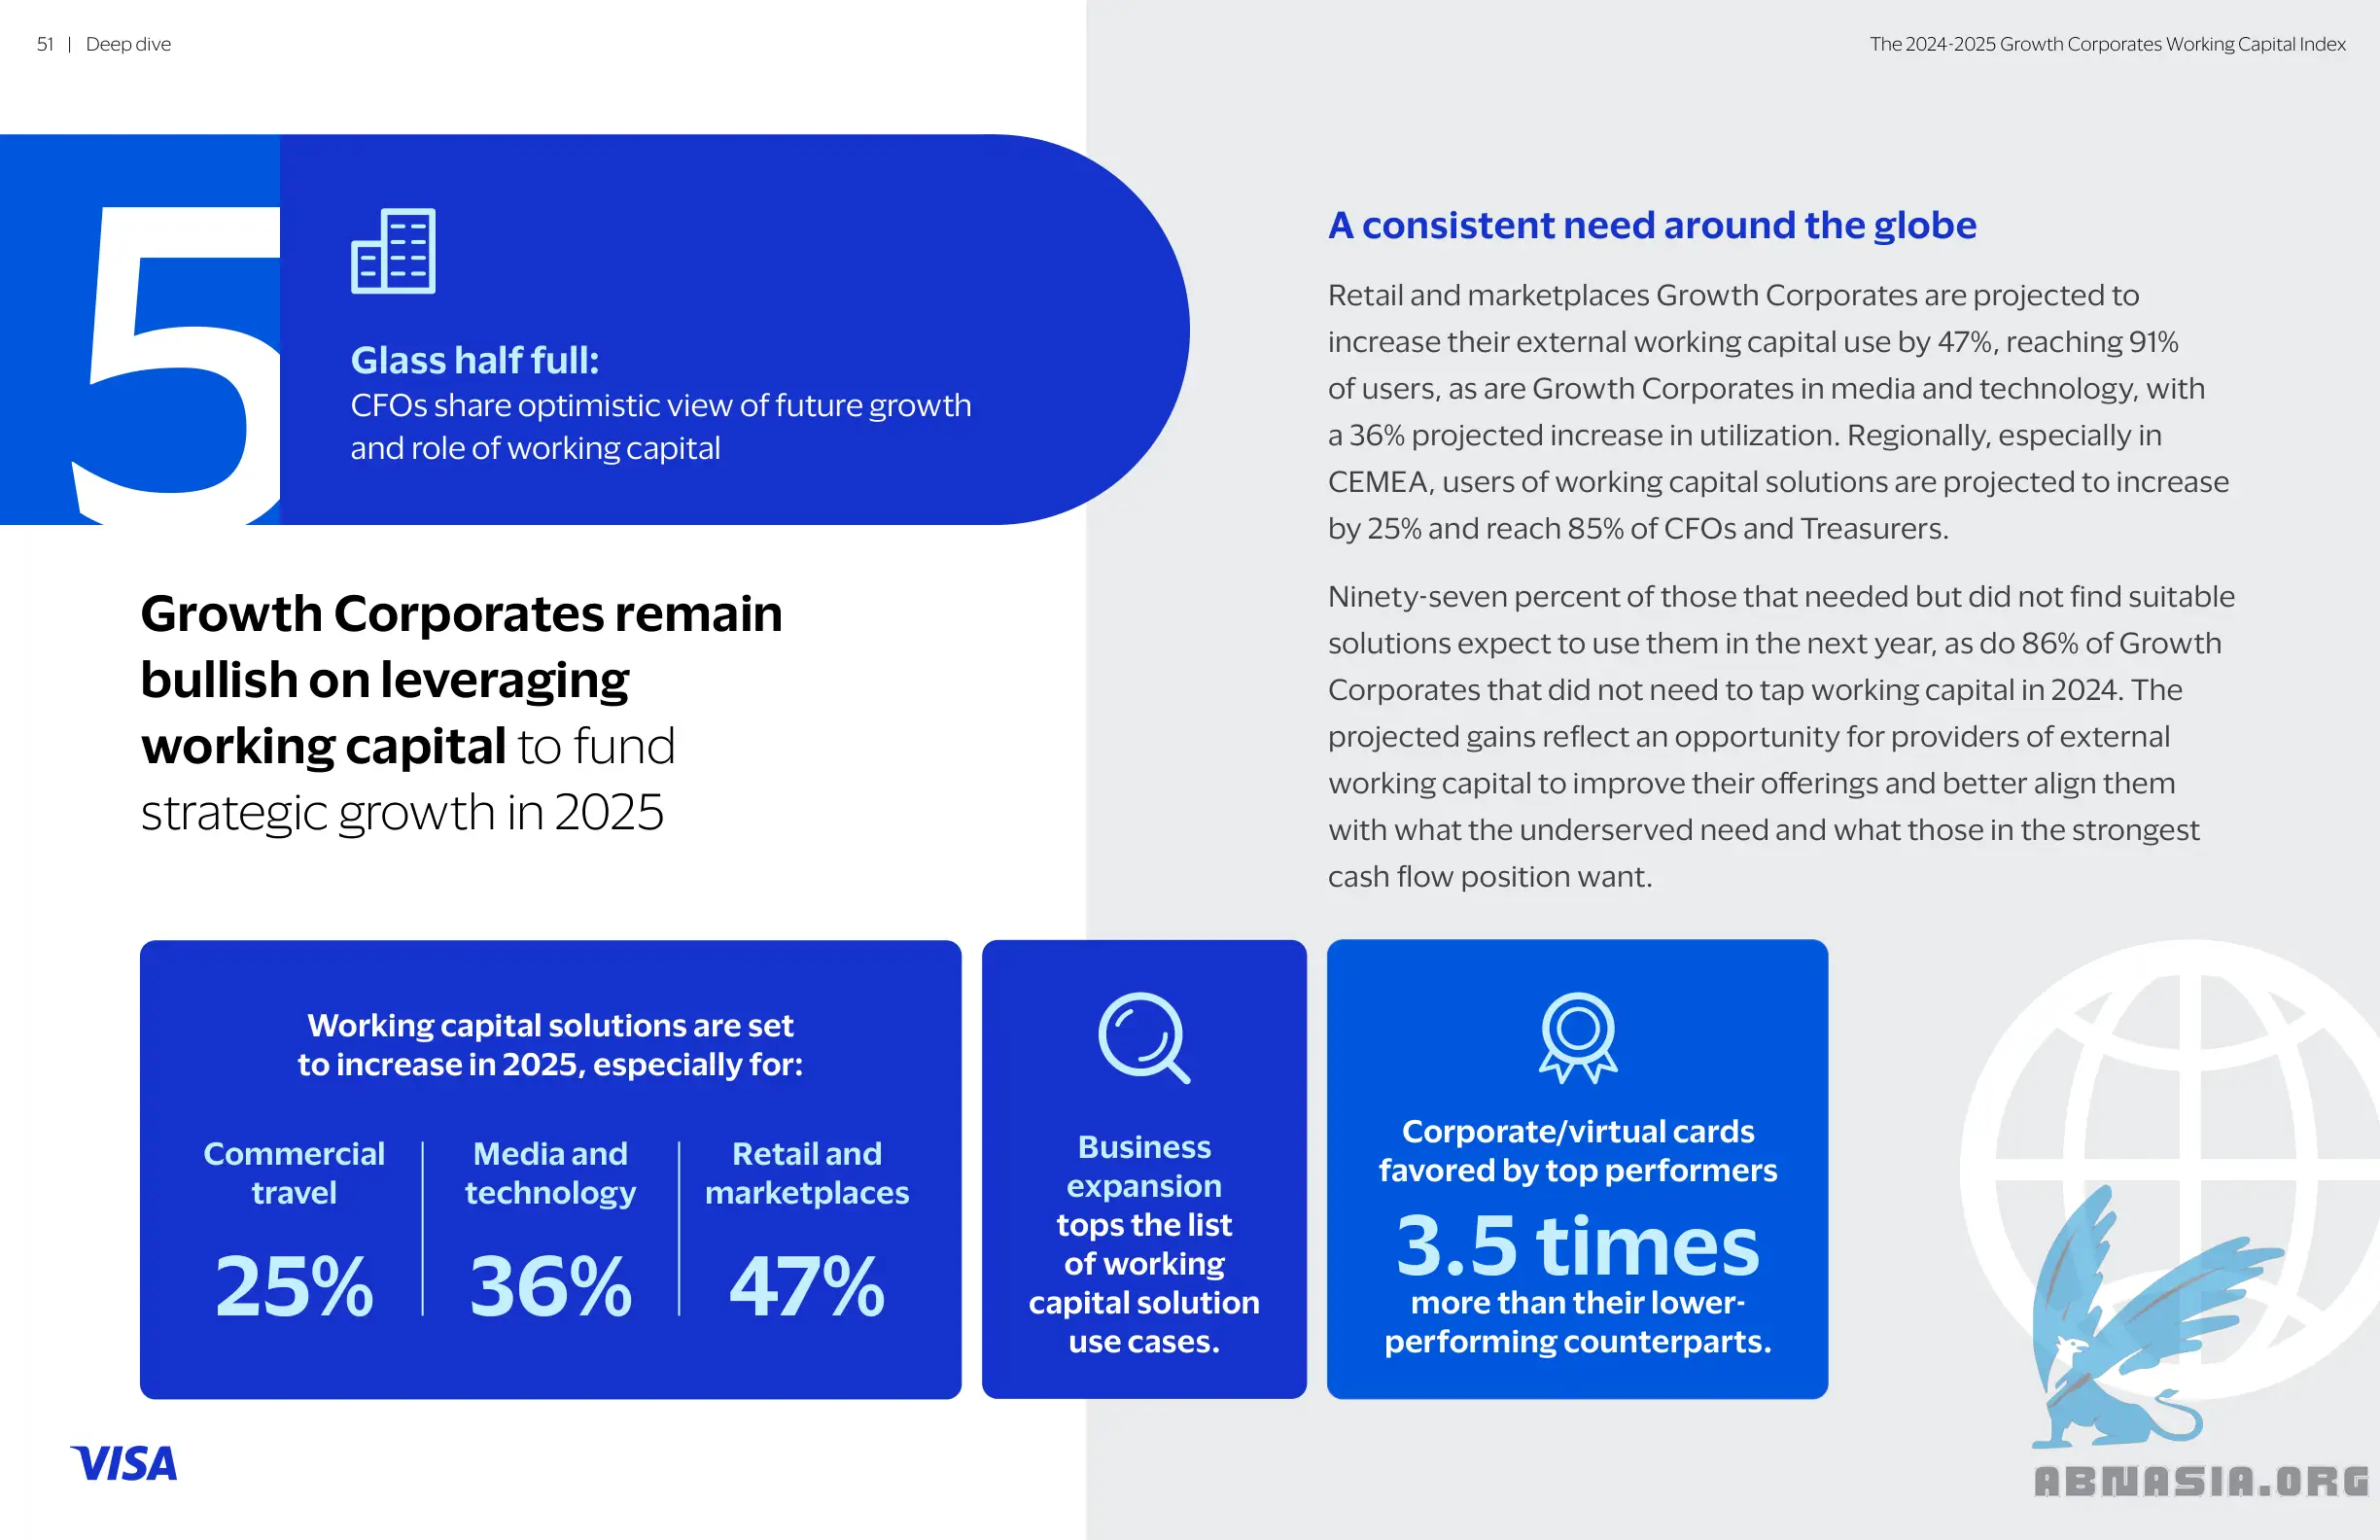 51 | Deep dive
The 2024-2025 Growth Corporates Working Capital Index
5
Glass half full:
CFOs share optimistic view of future growth
and role of working capital
Growth Corporates remain
bullish on leveraging
working capital to fund
strategic growth in 2025
A consistent need around the globe
Retail and marketplaces Growth Corporates are projected to
increase their external working capital use by 47%, reaching 91%
of users, as are Growth Corporates in media and technology, with
a 36% projected increase in utilization. Regionally, especially in
CEMEA, users of working capital solutions are projected to increase
by 25% and reach 85% of CFOs and Treasurers.
Ninety-seven percent of those that needed but did not find suitable
solutions expect to use them in the next year, as do 86% of Growth
Corporates that did not need to tap working capital in 2024. The
projected gains reflect an opportunity for providers of external
working capital to improve their offerings and better align them
with what the underserved need and what those in the strongest
cash flow position want.
Working capital solutions are set
to increase in 2025, especially for:
Commercial
travel
25%
Media and
technology
36%
Retail and
marketplaces
47%
Business
expansion
tops the list
of working
capital solution
use cases.
Corporate/virtual cards
favored by top performers
3.5 times
more than their lower-
performing counterparts.
VISA
ABNASIA.ORG